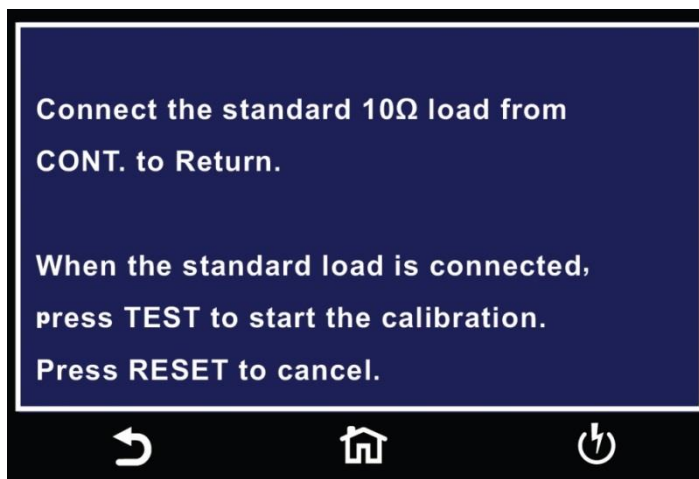 Connect the standard 10Ω load from
CONT. to Return.
When the standard load is connected,
press TEST to start the calibration.
Press RESET to cancel.